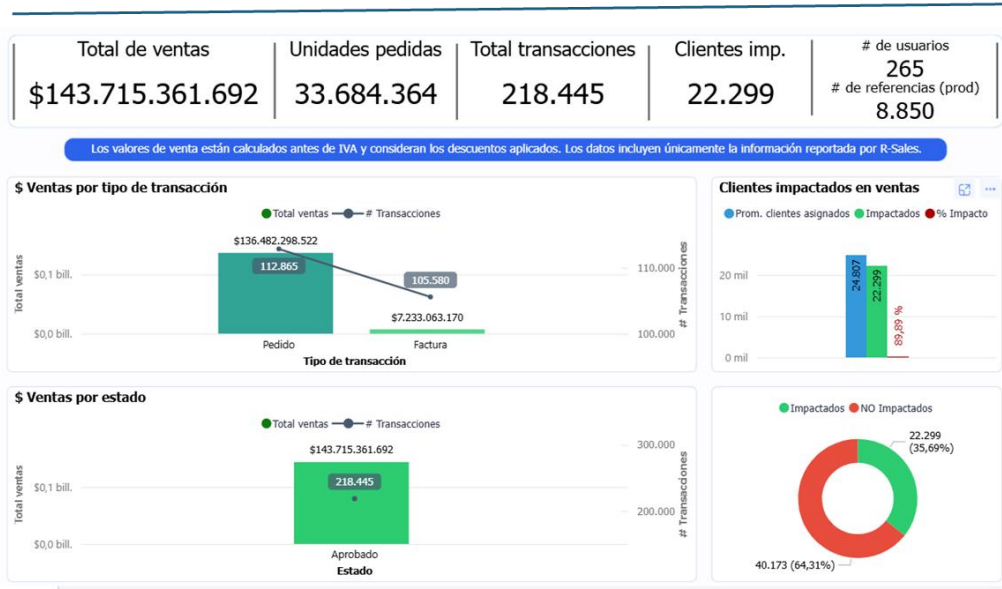 Total de ventas
$143.715.361.692
Unidades pedidas
33.684.364
Total transacciones
218.445
Clientes imp.
22.299
# de usuarios
265
# de referencias (prod)
8.850
Los valores de venta están calculados antes de IVA y consideran los descuentos aplicados. Los datos incluyen únicamente la información reportada por R-Sales.
$ Ventas por tipo de transacción
Total ventas # Transacciones
$136.482.298.522
112.865
105.580
$7.233.063.170
Total ventas
$0,1 bill.
$0,0 bill.
110.000
100.000
# Transacciones
Pedido
Factura
Tipo de transacción
Clientes impactados en ventas
Prom. clientes asignados Impactados % Impacto
20 mil
10 mil
0 mil
24.807
22.299
89,89 %
$ Ventas por estado
Total ventas # Transacciones
$143.715.361.692
218.445
Total ventas
$0,1 bill.
$0,0 bill.
300.000
200.000
# Transacciones
Aprobado
Estado
Impactados NO Impactados
22.299
(35,69%)
40.173 (64,31%)